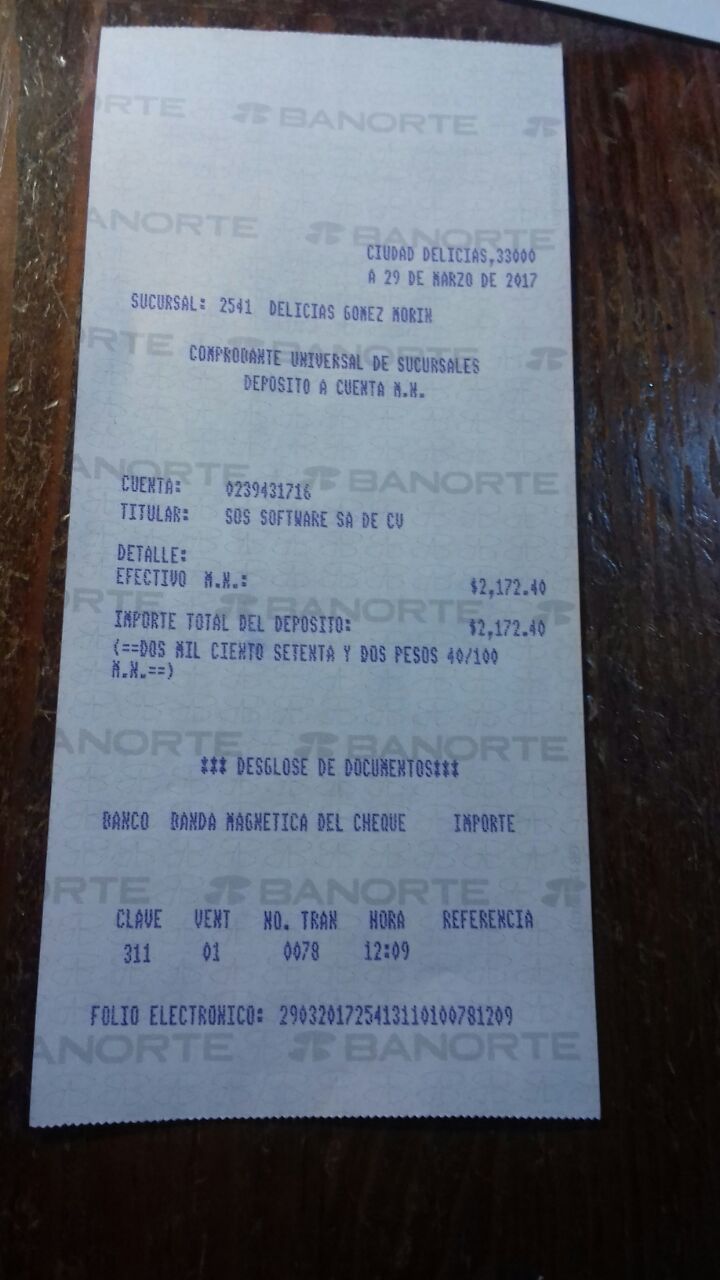 BANORTE
CIUDAD DELICIAS,33000
A 29 DE MARZO DE 2017
SUCURSAL: 2541 DELICIAS GOMEZ MORIN
COMPROBANTE UNIVERSAL DE SUCURSALES
DEPOSITO A CUENTA M.N.
CUENTA: 0239431716
TITULAR: SOS SOFTWARE SA DE CV
DETALLE:
EFECTIVO M.N.: $2,172.40
IMPORTE TOTAL DEL DEPOSITO: $2,172.40
(==DOS MIL CIENTO SETENTA Y DOS PESOS 40/100
M.N.==)
*** DESGLOSE DE DOCUMENTOS***
BANCO BANDA MAGNETICA DEL CHEQUE IMPORTE
CLAVE VENT NO. TRAN HORA REFERENCIA
311 01 0078 12:09
FOLIO ELECTRONICO: 2903201725413110100781209